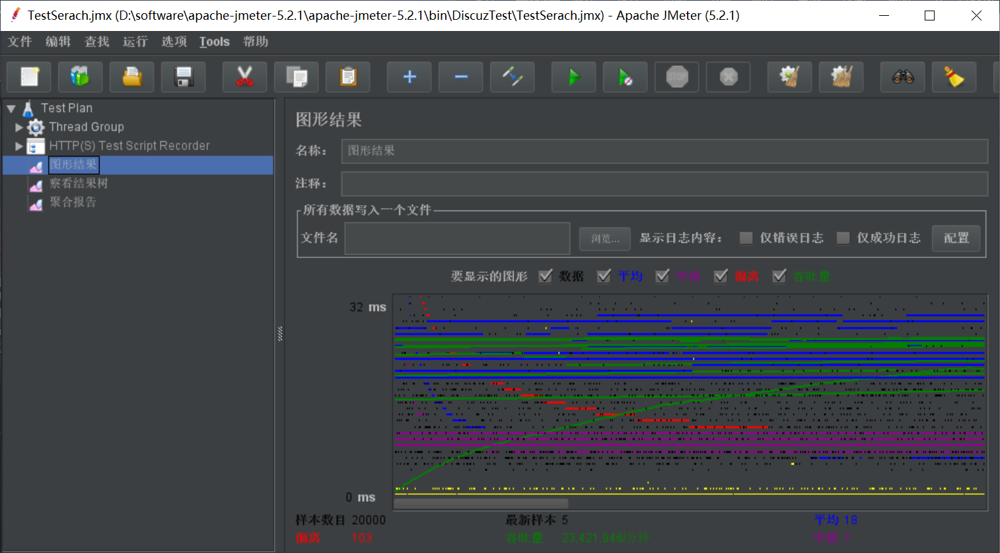 TestSerach.jmx (D:\software\apache-jmeter-5.2.1\apache-jmeter-5.2.1\bin\DiscuzTest\TestSerach.jmx) - Apache JMeter (5.2.1)
文件 编辑 查找 运行 选项 Tools 帮助
STOP
Test Plan
Thread Group
HTTP(S) Test Script Recorder
图形结果
察看结果树
聚合报告
图形结果
名称： 图形结果
注释：
所有数据写入一个文件
文件名 浏览... 显示日志内容： 仅错误日志 仅成功日志 配置
要显示的图形 数据 平均 中值 偏离 吞吐量
32 ms
0 ms
样本数目 20000 最新样本 5 平均 18
偏离 103 吞吐量 23,421.946/分钟 中值 7